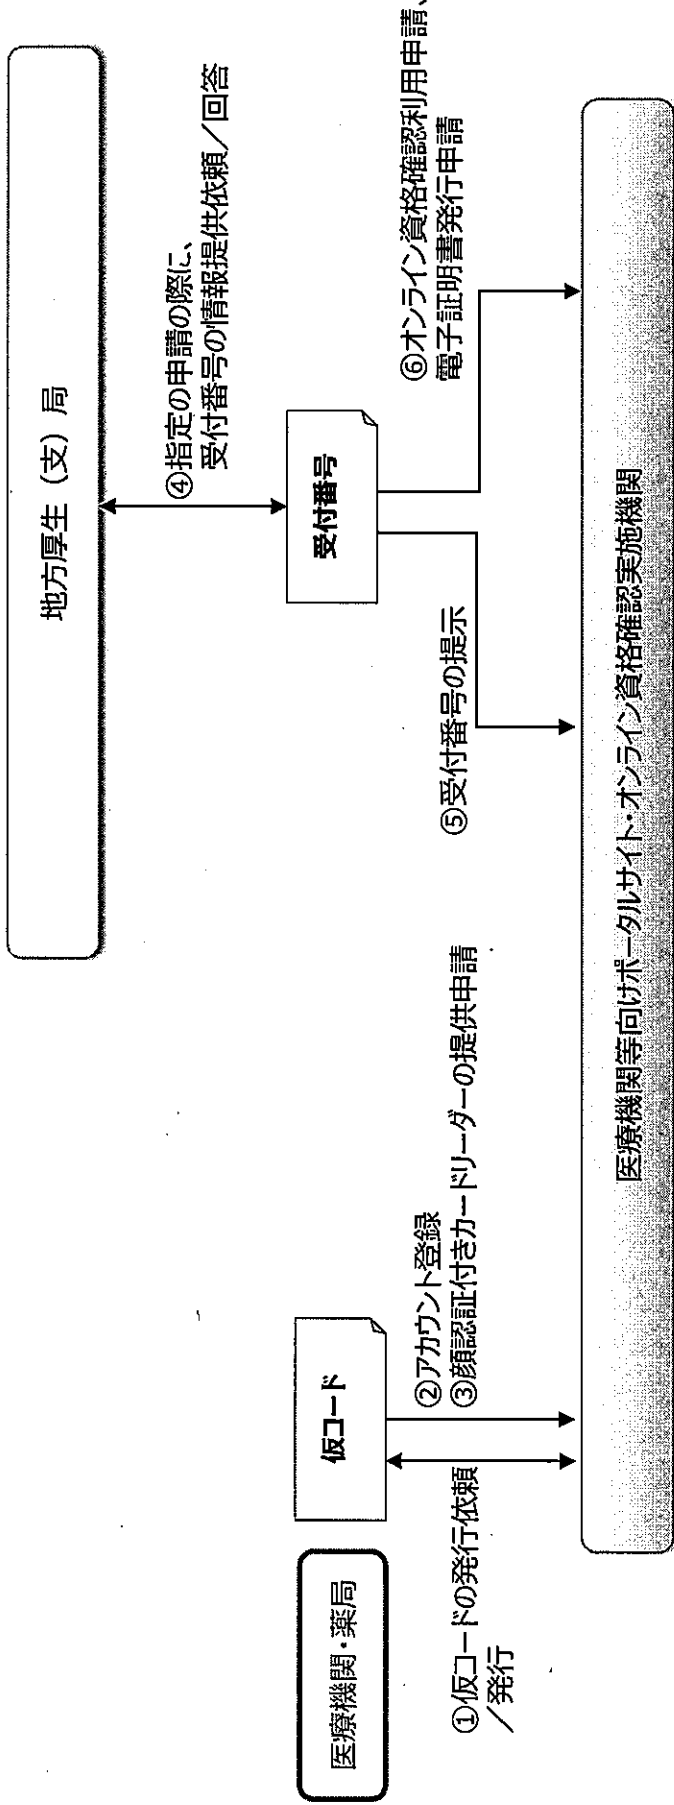 地方厚生（支）局
④指定の申請の際に、
受付番号の情報提供依頼／回答
医療機関・薬局
仮コード
受付番号
①仮コードの発行依頼
／発行
②アカウント登録
③顔認証付きカードリーダーの提供申請
⑤受付番号の提示
⑥オンライン資格確認利用申請、
電子証明書発行申請
医療機関等向けポータルサイト・オンライン資格確認実施機関